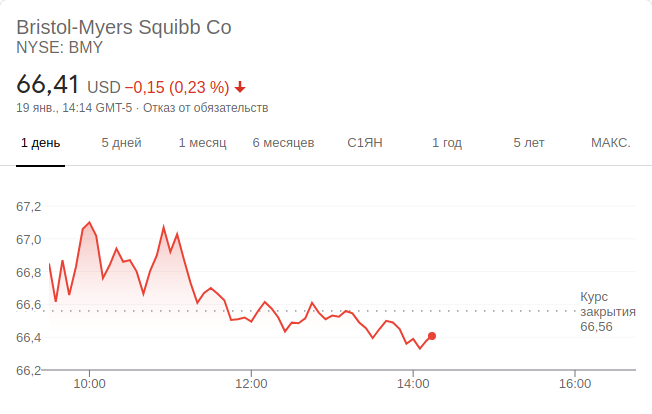 Bristol-Myers Squibb Co
NYSE: BMY
66,41 USD −0,15 (0,23 %) ↓
19 янв., 14:14 GMT-5 · Отказ от обязательств
1 день 5 дней 1 месяц 6 месяцев С1ЯН 1 год 5 лет МАКС.
67,2
67,0
66,8
66,6
Курс
закрытия
66,56
66,4
66,2
10:00 12:00 14:00 16:00